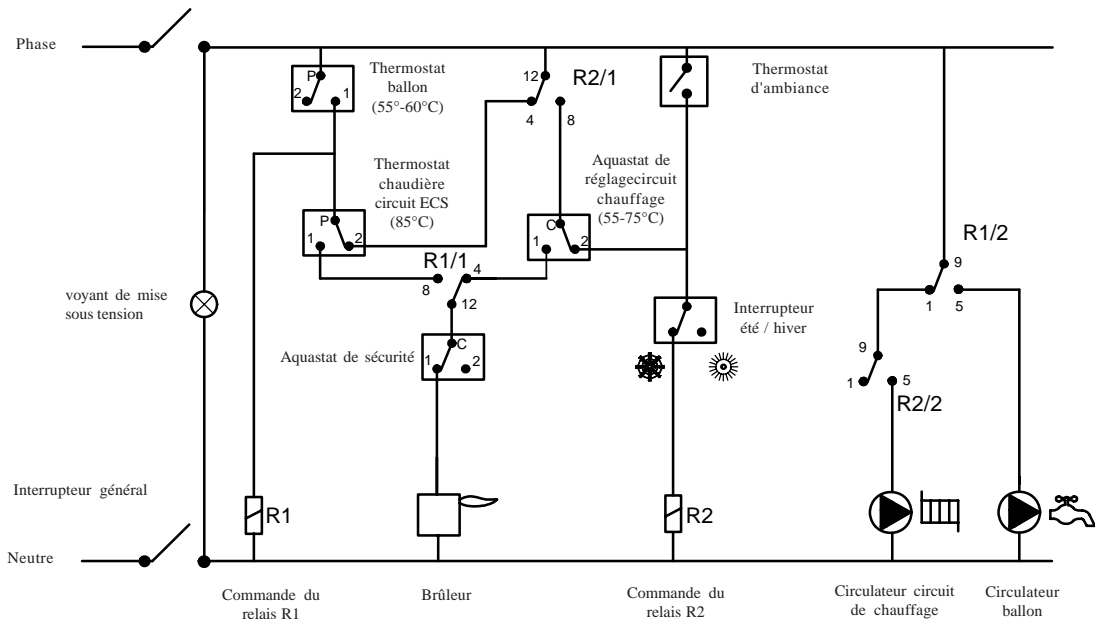 Phase
Thermostat
ballon
(55°-60°C)
P
2
1
12
R2/1
4
8
Thermostat
d'ambiance
Thermostat
chaudière
circuit ECS
(85°C)
P
1
2
Aquastat de
réglagecircuit
chauffage
(55-75°C)
C
1
2
R1/1
4
8
12
R1/2
9
1
5
voyant de mise
sous tension
Aquastat de sécurité
C
1
2
Interrupteur
été / hiver
9
1
5
R2/2
Interrupteur général
R1
R2
Neutre
Commande du
relais R1
Brûleur
Commande du
relais R2
Circulateur circuit
de chauffage
Circulateur
ballon